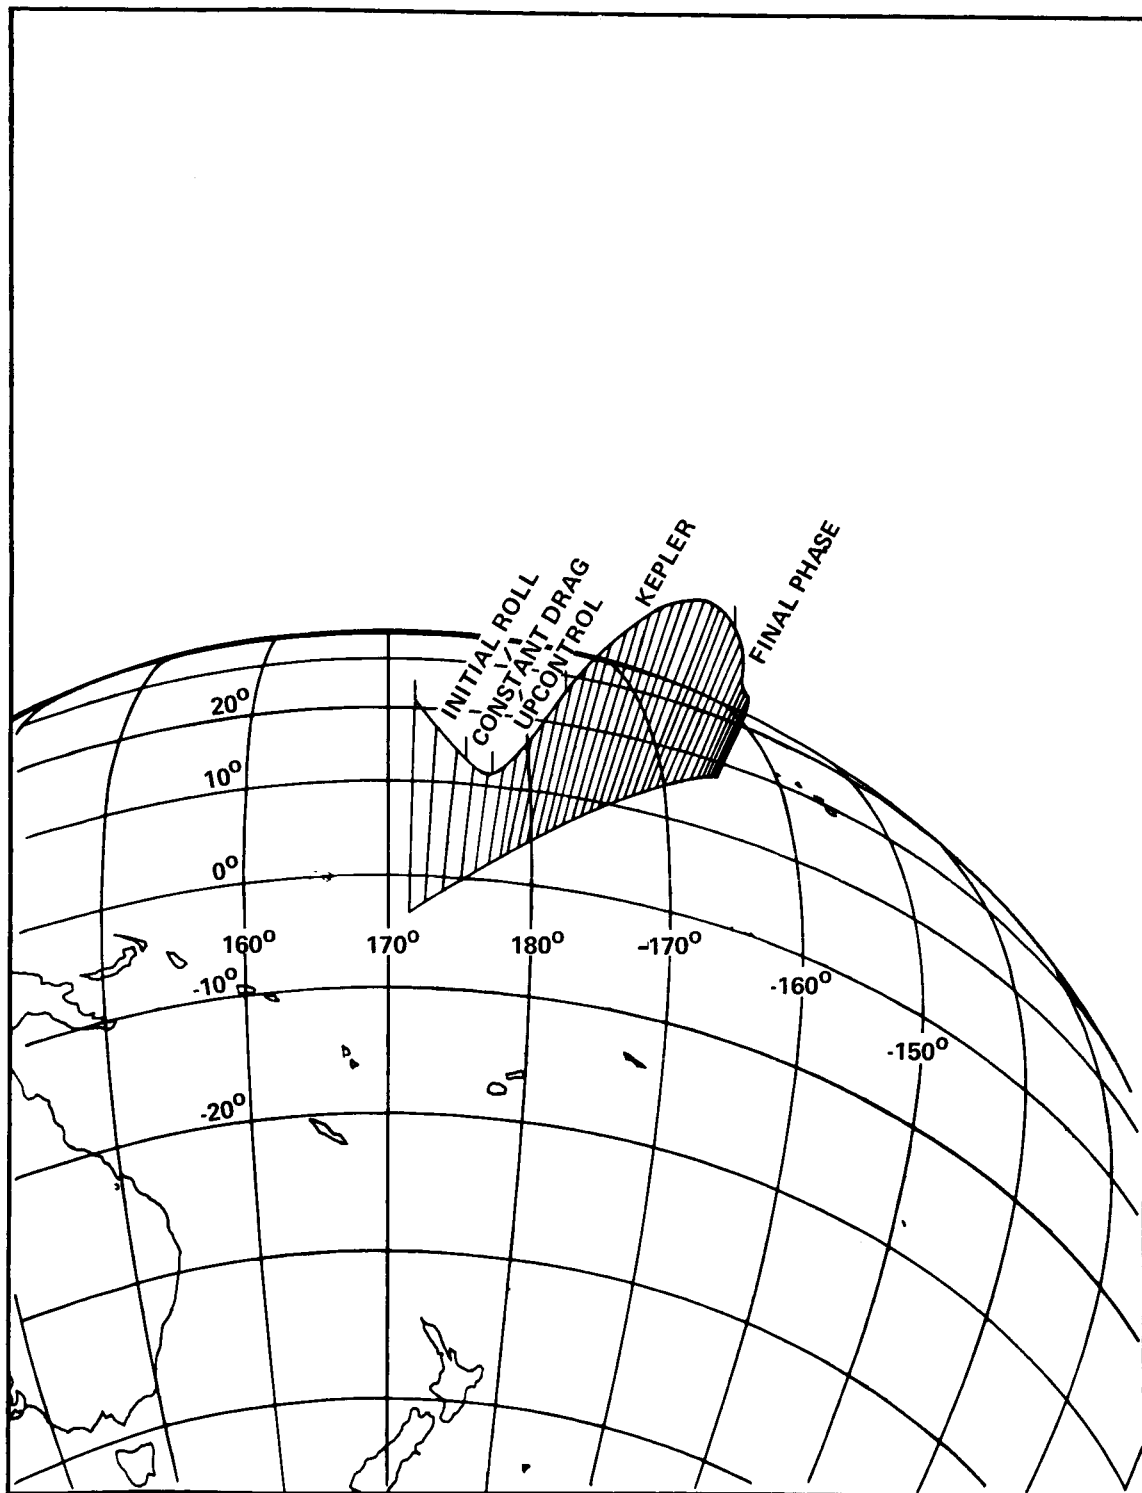 KEPLER
FINAL PHASE
INITIAL ROLL
CONSTANT DRAG
UPCONTROL
20°
10°
0°
160°
170°
180°
-170°
-10°
-160°
-150°
-20°